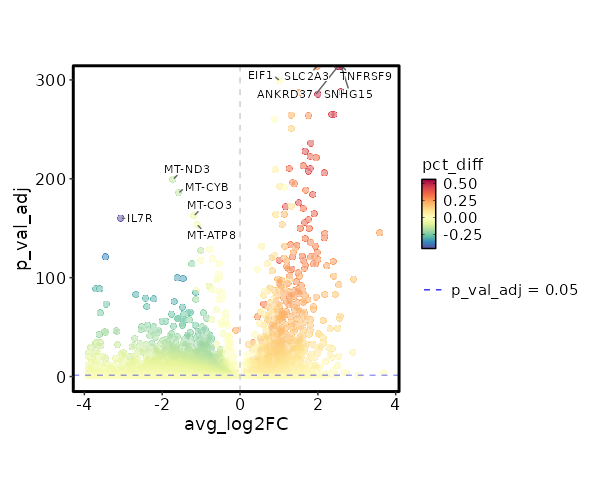 300
200
100
0
p_val_adj
EIF1
SLC2A3
TNFRSF9
ANKRD37
SNHG15
MT-ND3
MT-CYB
MT-CO3
IL7R
MT-ATP8
-4
-2
0
2
4
avg_log2FC
pct_diff
0.50
0.25
0.00
-0.25
p_val_adj = 0.05